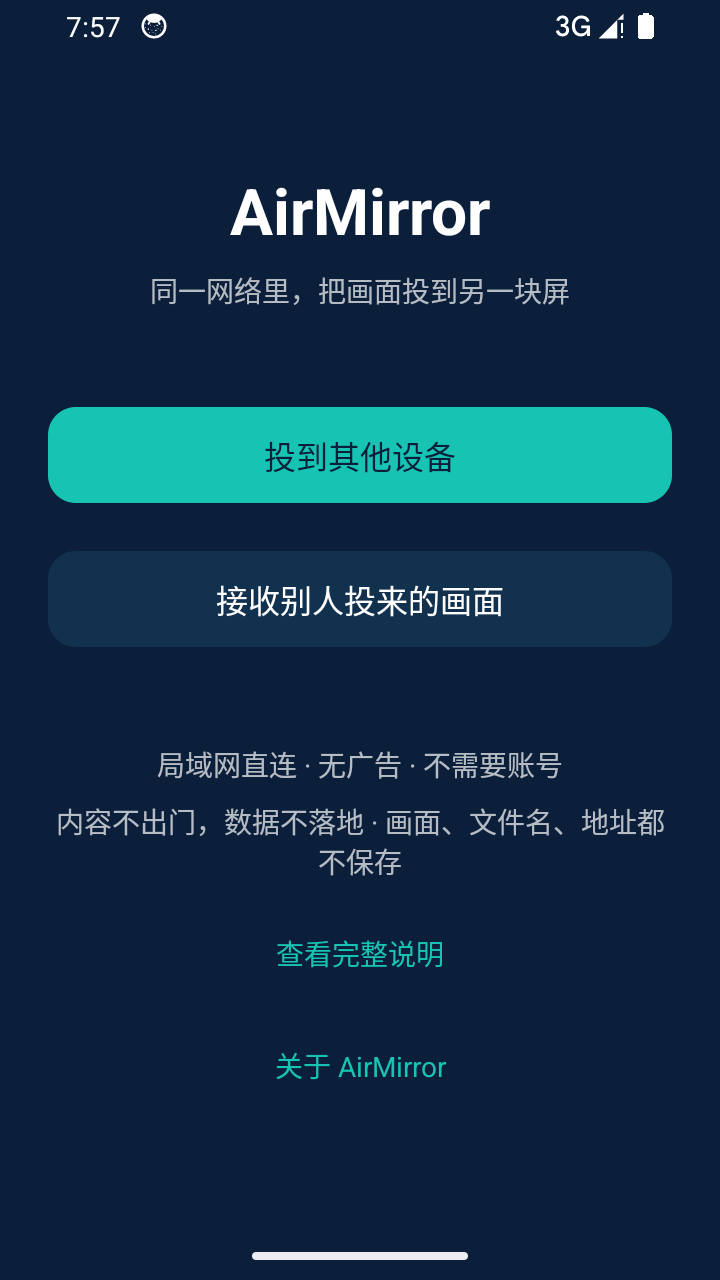 7:57
3G
AirMirror
同一网络里，把画面投到另一块屏
投到其他设备
接收别人投来的画面
局域网直连 · 无广告 · 不需要账号
内容不出门，数据不落地 · 画面、文件名、地址都
不保存
查看完整说明
关于 AirMirror